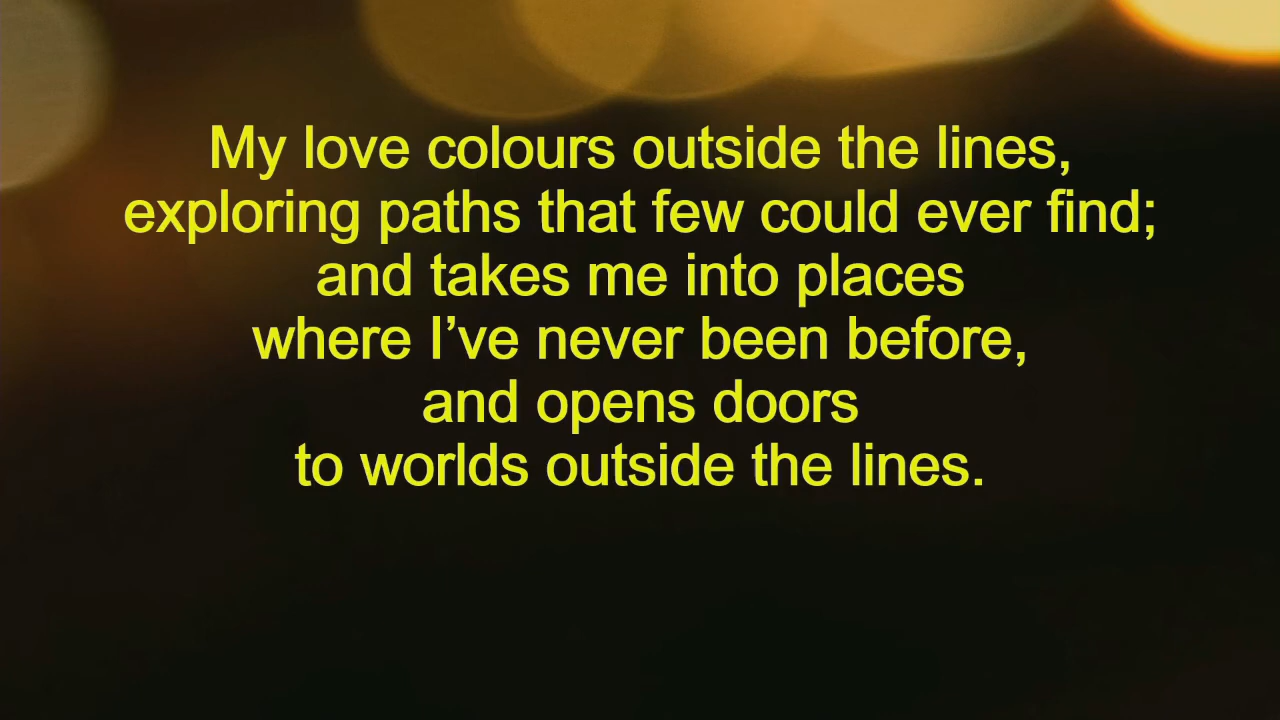 My love colours outside the lines,
exploring paths that few could ever find;
and takes me into places
where I’ve never been before,
and opens doors
to worlds outside the lines.